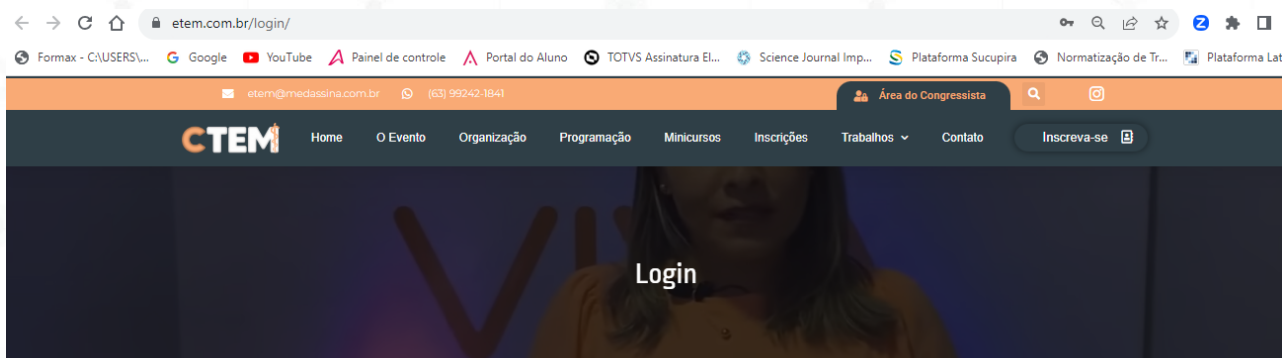 etem.com.br/login/
Formax - C:\USERS\... Google YouTube Painel de controle Portal do Aluno TOTVS Assinatura El... Science Journal Imp... Plataforma Sucupira Normatização de Tr... Plataforma Lat
etem@medassina.com.br (63) 99242-1841 Área do Congressista
CTEM Home O Evento Organização Programação Minicursos Inscrições Trabalhos Contato Inscreva-se
Login